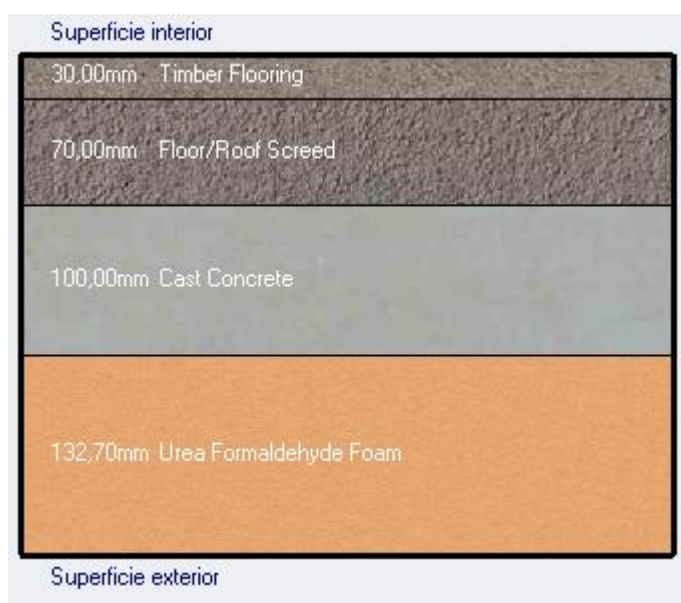 Superficie interior
30,00mm Timber Flooring
70,00mm Floor/Roof Screed
100,00mm Cast Concrete
132,70mm Urea Formaldehyde Foam
Superficie exterior